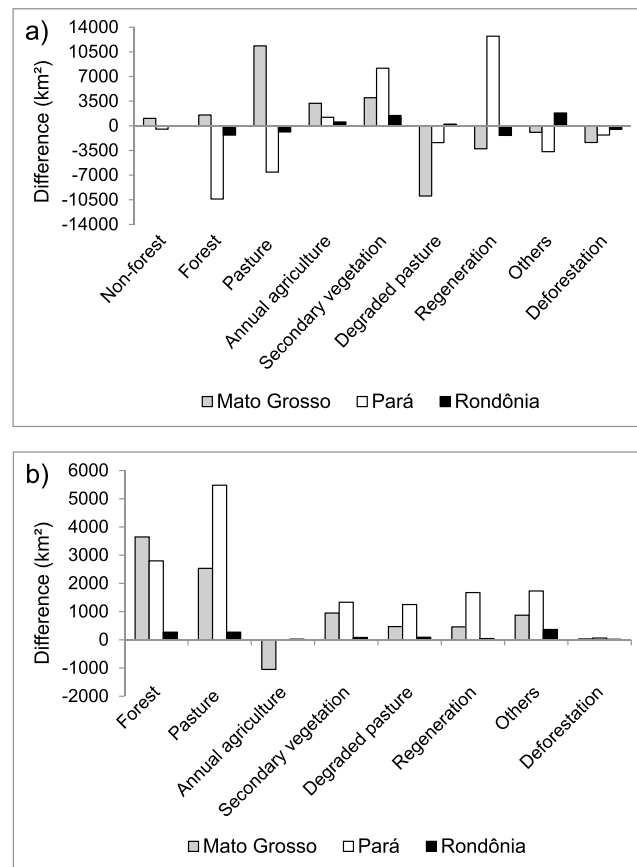 a)
Difference (km²)
14000
10500
7000
3500
0
-3500
-7000
-10500
-14000
Non-forest
Forest
Pasture
Annual agriculture
Secondary vegetation
Degraded pasture
Regeneration
Others
Deforestation
Mato Grosso Pará Rondônia
b)
Difference (km²)
6000
5000
4000
3000
2000
1000
0
-1000
-2000
Forest
Pasture
Annual agriculture
Secondary vegetation
Degraded pasture
Regeneration
Others
Deforestation
Mato Grosso Pará Rondônia